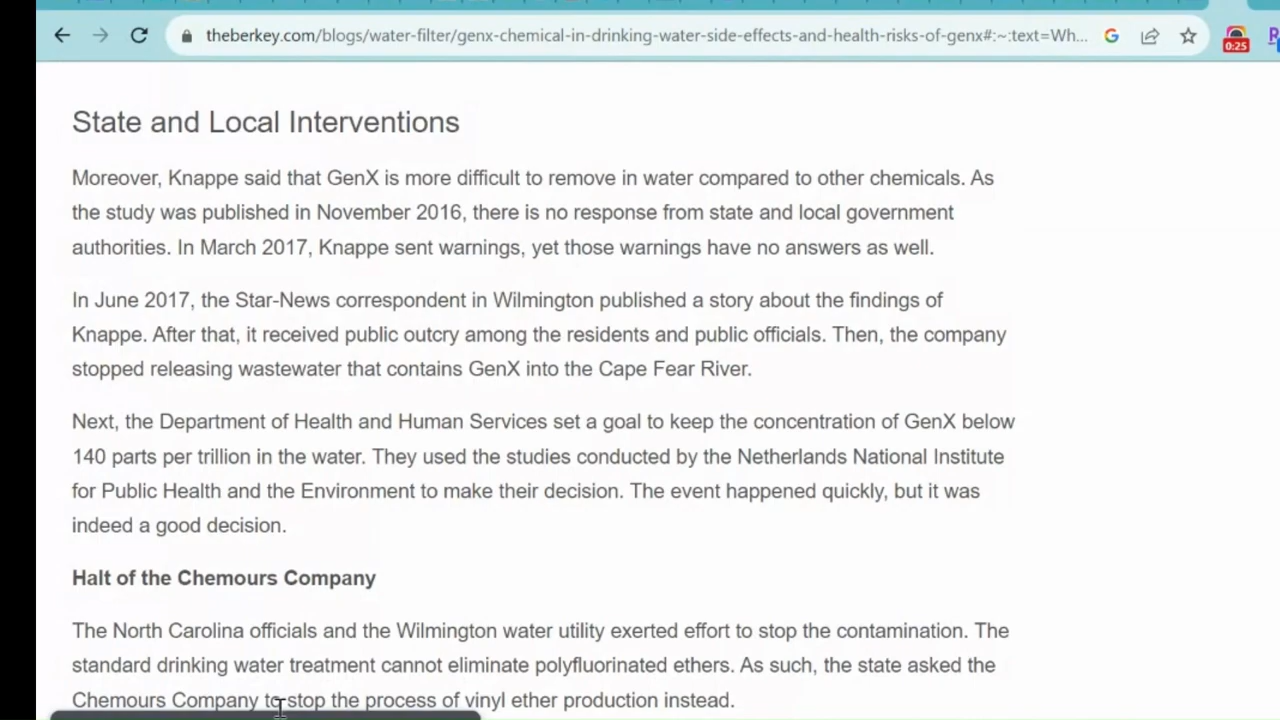 theberkey.com/blogs/water-filter/genx-chemical-in-drinking-water-side-effects-and-health-risks-of-genx#:~:text=Wh...
0:25
State and Local Interventions
Moreover, Knappe said that GenX is more difficult to remove in water compared to other chemicals. As
the study was published in November 2016, there is no response from state and local government
authorities. In March 2017, Knappe sent warnings, yet those warnings have no answers as well.
In June 2017, the Star-News correspondent in Wilmington published a story about the findings of
Knappe. After that, it received public outcry among the residents and public officials. Then, the company
stopped releasing wastewater that contains GenX into the Cape Fear River.
Next, the Department of Health and Human Services set a goal to keep the concentration of GenX below
140 parts per trillion in the water. They used the studies conducted by the Netherlands National Institute
for Public Health and the Environment to make their decision. The event happened quickly, but it was
indeed a good decision.
Halt of the Chemours Company
The North Carolina officials and the Wilmington water utility exerted effort to stop the contamination. The
standard drinking water treatment cannot eliminate polyfluorinated ethers. As such, the state asked the
Chemours Company to stop the process of vinyl ether production instead.